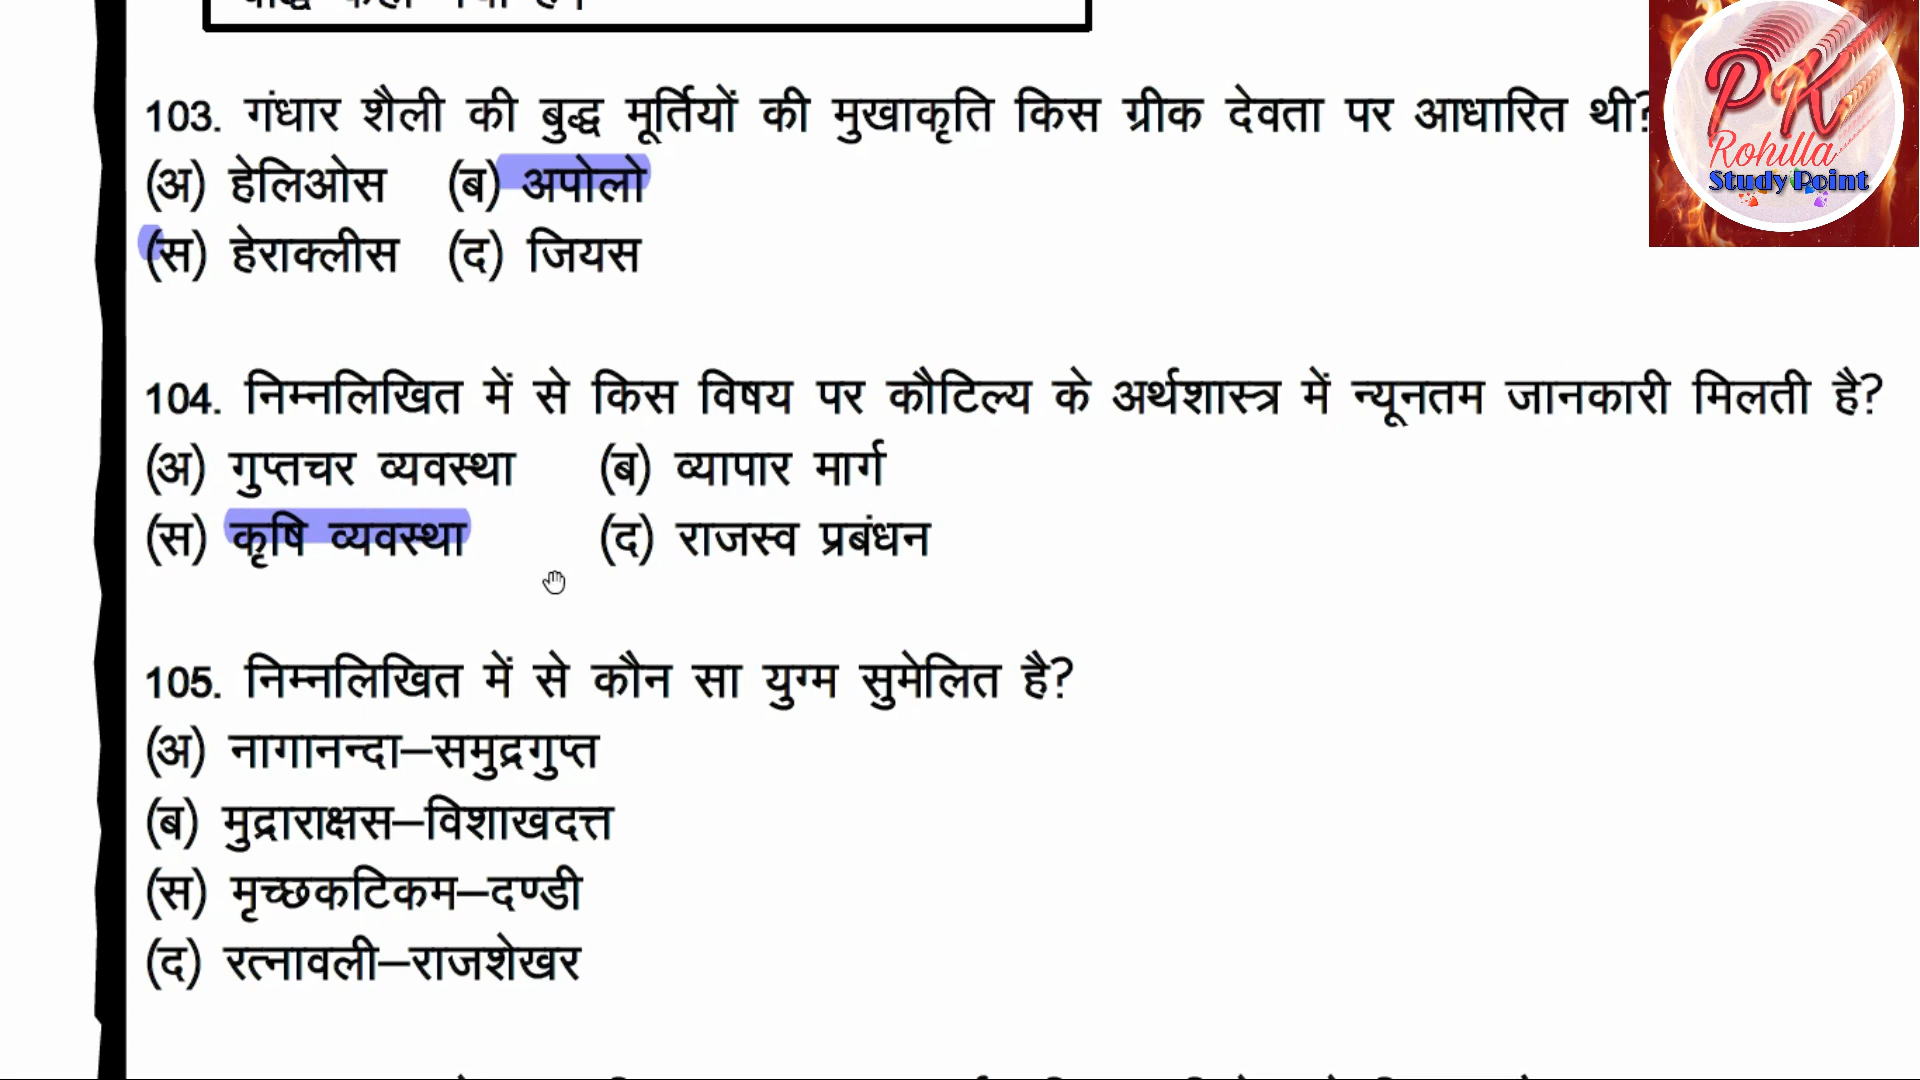 103. गंधार शैली की बुद्ध मूर्तियों की मुखाकृति किस ग्रीक देवता पर आधारित थी?
(अ) हेलिओस (ब) अपोलो
(स) हेराक्लीस (द) जियस
104. निम्नलिखित में से किस विषय पर कौटिल्य के अर्थशास्त्र में न्यूनतम जानकारी मिलती है?
(अ) गुप्तचर व्यवस्था (ब) व्यापार मार्ग
(स) कृषि व्यवस्था (द) राजस्व प्रबंधन
105. निम्नलिखित में से कौन सा युग्म सुमेलित है?
(अ) नागानन्दा–समुद्रगुप्त
(ब) मुद्राराक्षस–विशाखदत्त
(स) मृच्छकटिकम–दण्डी
(द) रत्नावली–राजशेखर
PK
Rohilla
Study Point